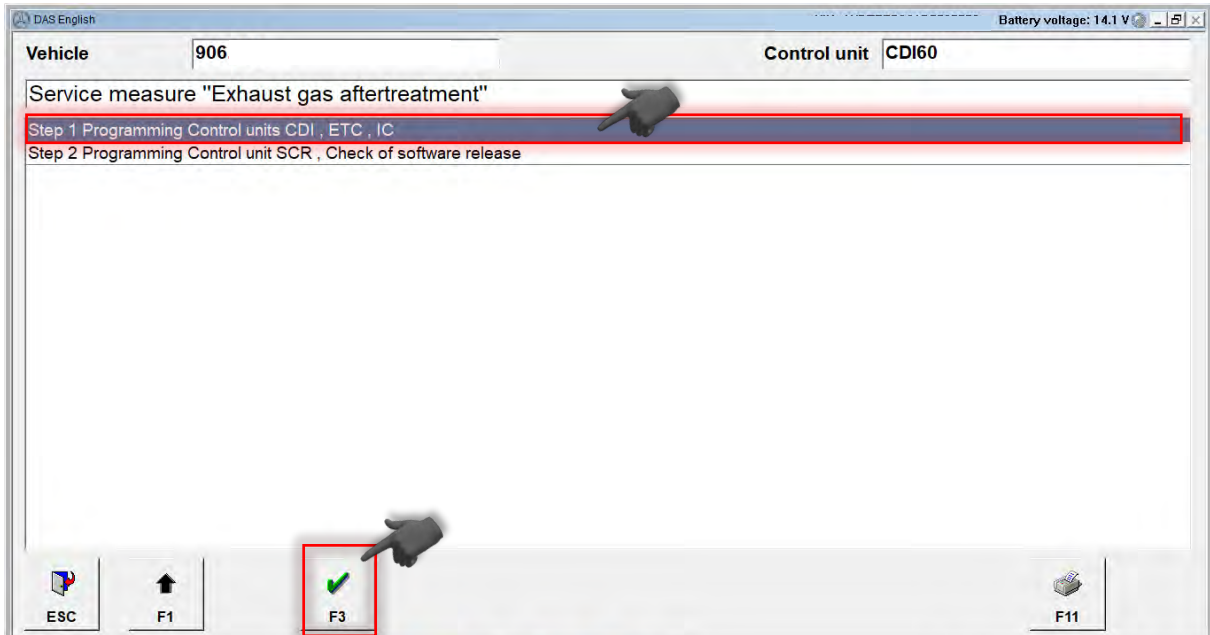 DAS English
Battery voltage: 14.1 V
Vehicle 906 Control unit CDI60
Service measure "Exhaust gas aftertreatment"
Step 1 Programming Control units CDI , ETC , IC
Step 2 Programming Control unit SCR , Check of software release
ESC F1 F3 F11